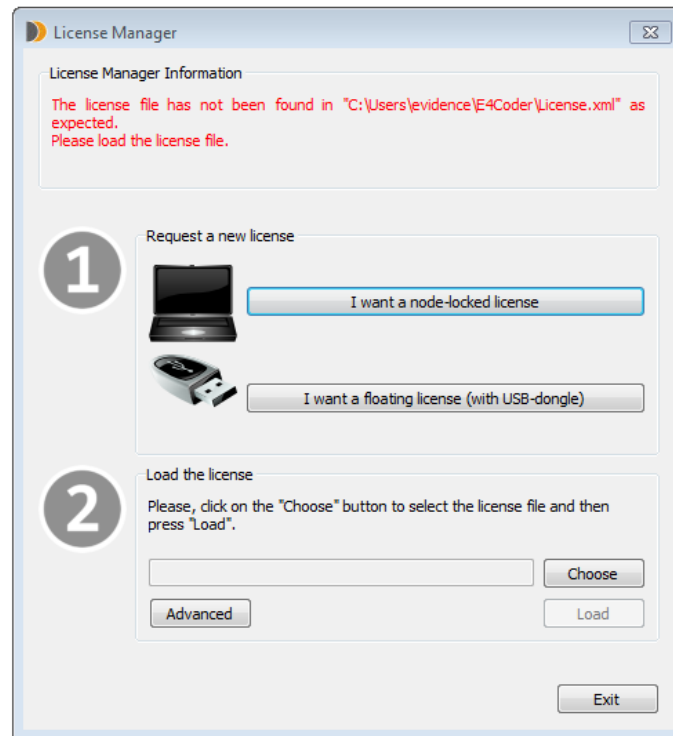 License Manager
License Manager Information
The license file has not been found in "C:\Users\evidence\E4Coder\License.xml" as
expected.
Please load the license file.
1
Request a new license
I want a node-locked license
I want a floating license (with USB-dongle)
2
Load the license
Please, click on the "Choose" button to select the license file and then
press "Load".
Choose
Advanced
Load
Exit